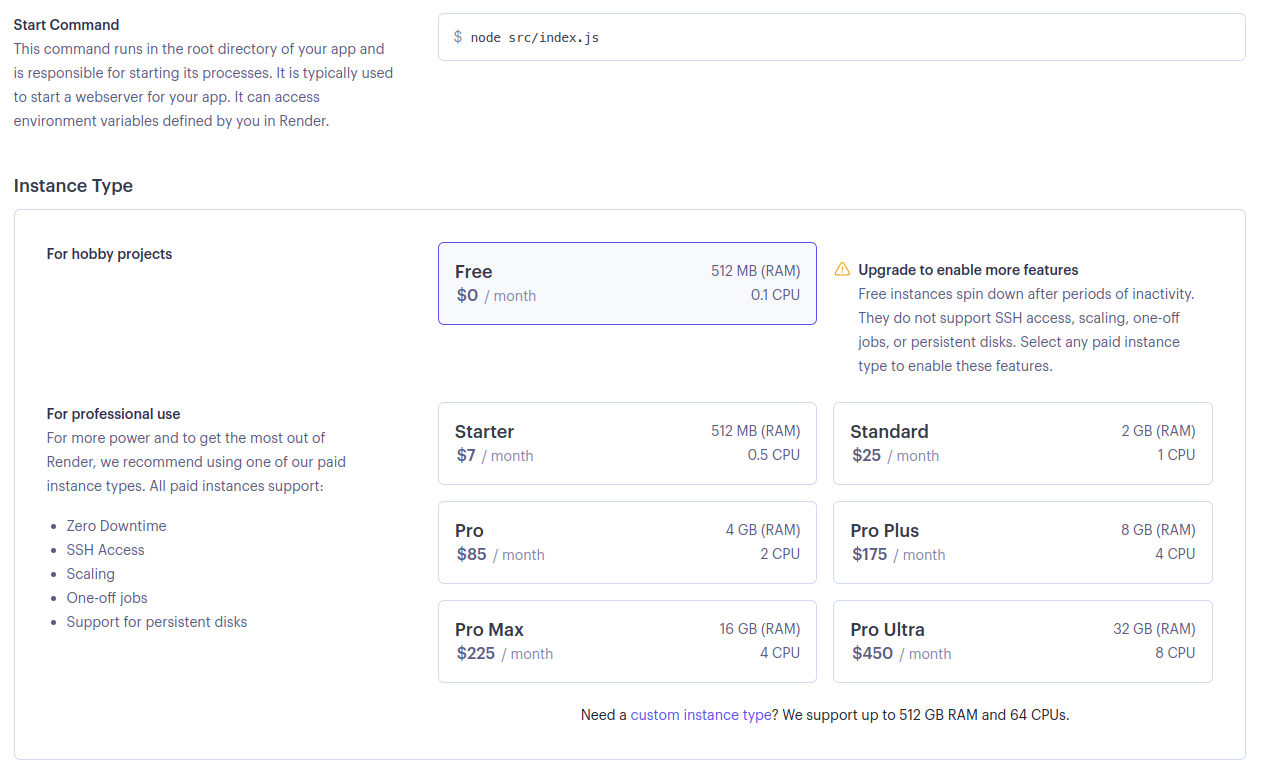 Start Command
This command runs in the root directory of your app and
is responsible for starting its processes. It is typically used
to start a webserver for your app. It can access
environment variables defined by you in Render.
$ node src/index.js
Instance Type
For hobby projects
Free
512 MB (RAM)
$0 / month
0.1 CPU
Upgrade to enable more features
Free instances spin down after periods of inactivity.
They do not support SSH access, scaling, one-off
jobs, or persistent disks. Select any paid instance
type to enable these features.
For professional use
For more power and to get the most out of
Render, we recommend using one of our paid
instance types. All paid instances support:
• Zero Downtime
• SSH Access
• Scaling
• One-off jobs
• Support for persistent disks
Starter
512 MB (RAM)
$7 / month
0.5 CPU
Standard
2 GB (RAM)
$25 / month
1 CPU
Pro
4 GB (RAM)
$85 / month
2 CPU
Pro Plus
8 GB (RAM)
$175 / month
4 CPU
Pro Max
16 GB (RAM)
$225 / month
4 CPU
Pro Ultra
32 GB (RAM)
$450 / month
8 CPU
Need a custom instance type? We support up to 512 GB RAM and 64 CPUs.